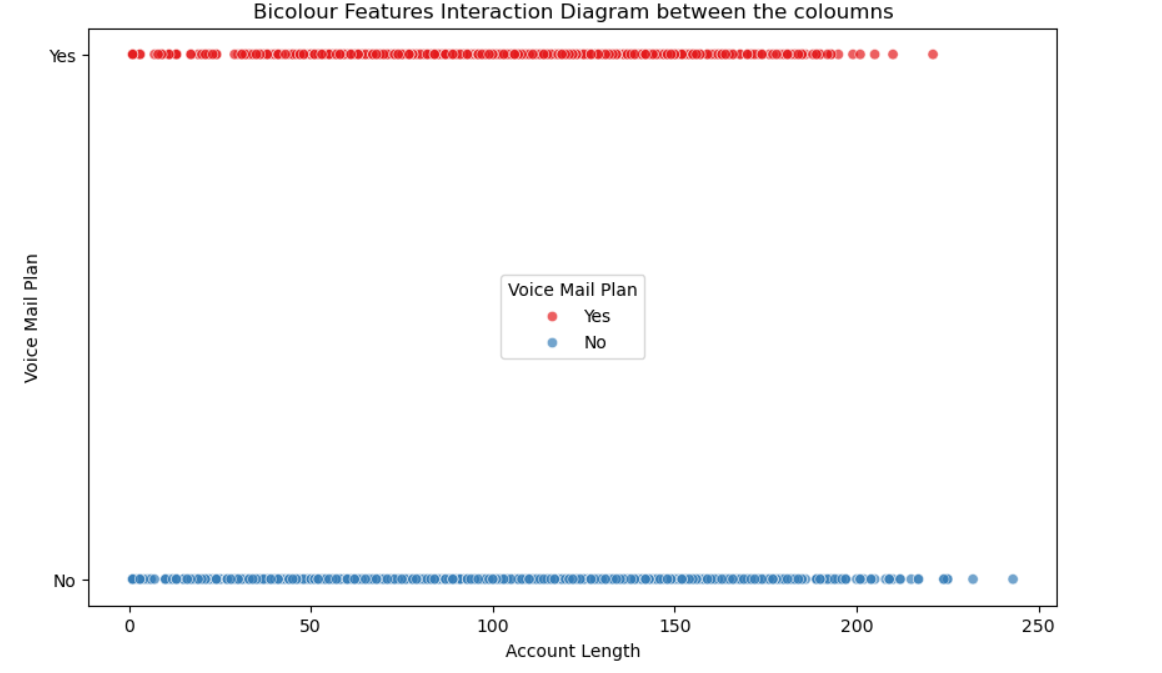 Bicolour Features Interaction Diagram between the coloumns
Yes
Voice Mail Plan
Voice Mail Plan
Yes
No
No
0 50 100 150 200 250
Account Length